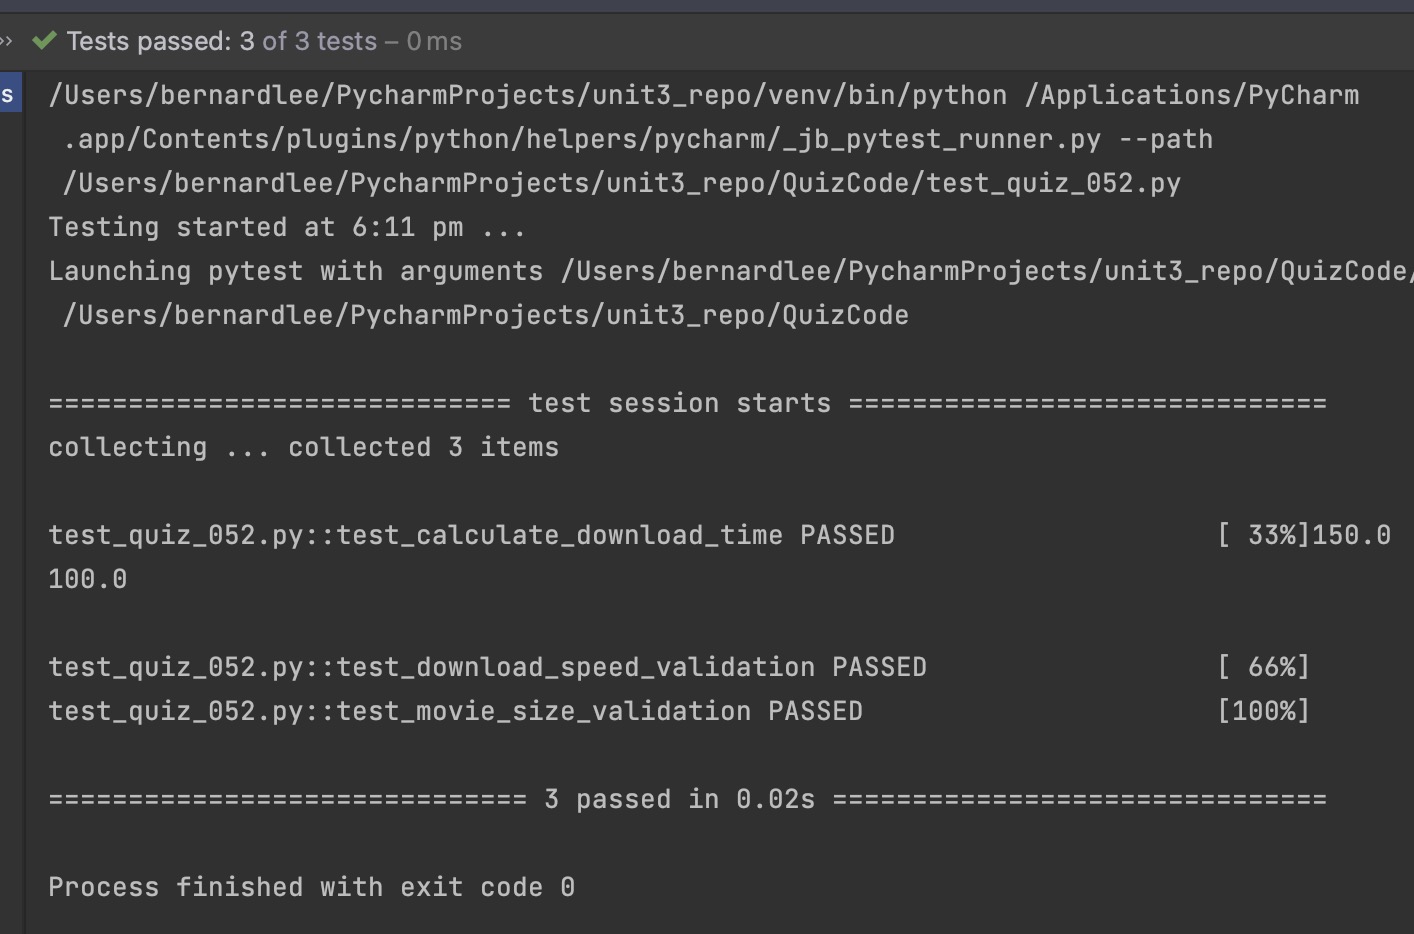 ›› Tests passed: 3 of 3 tests – 0 ms
s /Users/bernardlee/PycharmProjects/unit3_repo/venv/bin/python /Applications/PyCharm
.app/Contents/plugins/python/helpers/pycharm/_jb_pytest_runner.py --path
/Users/bernardlee/PycharmProjects/unit3_repo/QuizCode/test_quiz_052.py
Testing started at 6:11 pm ...
Launching pytest with arguments /Users/bernardlee/PycharmProjects/unit3_repo/QuizCode/
/Users/bernardlee/PycharmProjects/unit3_repo/QuizCode
============================= test session starts ==============================
collecting ... collected 3 items
test_quiz_052.py::test_calculate_download_time PASSED                    [ 33%]150.0
100.0
test_quiz_052.py::test_download_speed_validation PASSED                  [ 66%]
test_quiz_052.py::test_movie_size_validation PASSED                      [100%]
============================== 3 passed in 0.02s ===============================
Process finished with exit code 0